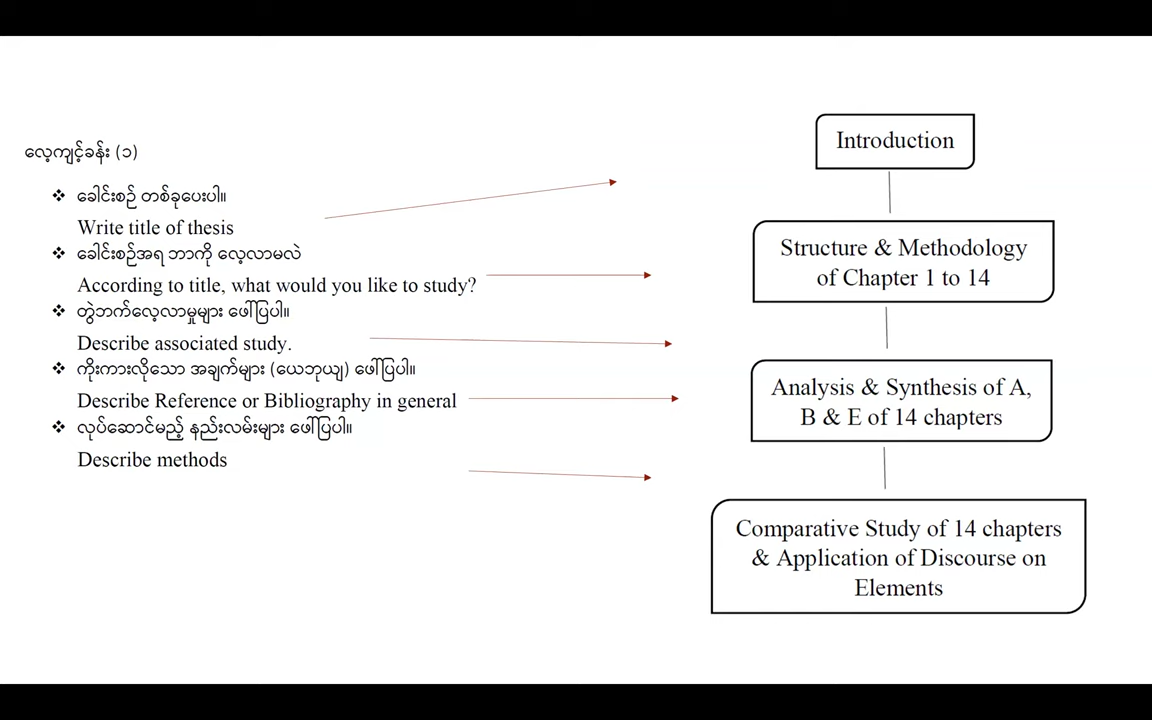 လေ့ကျင့်ခန်း (၁)
❖ ခေါင်းစဉ် တစ်ခုပေးပါ။
Write title of thesis
❖ ခေါင်းစဉ်အရ ဘာကို လေ့လာမလဲ
According to title, what would you like to study?
❖ တွဲဘက်လေ့လာမှုများ ဖေါ်ပြပါ။
Describe associated study.
❖ ကိုးကားလိုသော အချက်များ (ယေဘုယျ) ဖေါ်ပြပါ။
Describe Reference or Bibliography in general
❖ လုပ်ဆောင်မည့် နည်းလမ်းများ ဖေါ်ပြပါ။
Describe methods
Introduction
Structure & Methodology
of Chapter 1 to 14
Analysis & Synthesis of A,
B & E of 14 chapters
Comparative Study of 14 chapters
& Application of Discourse on
Elements